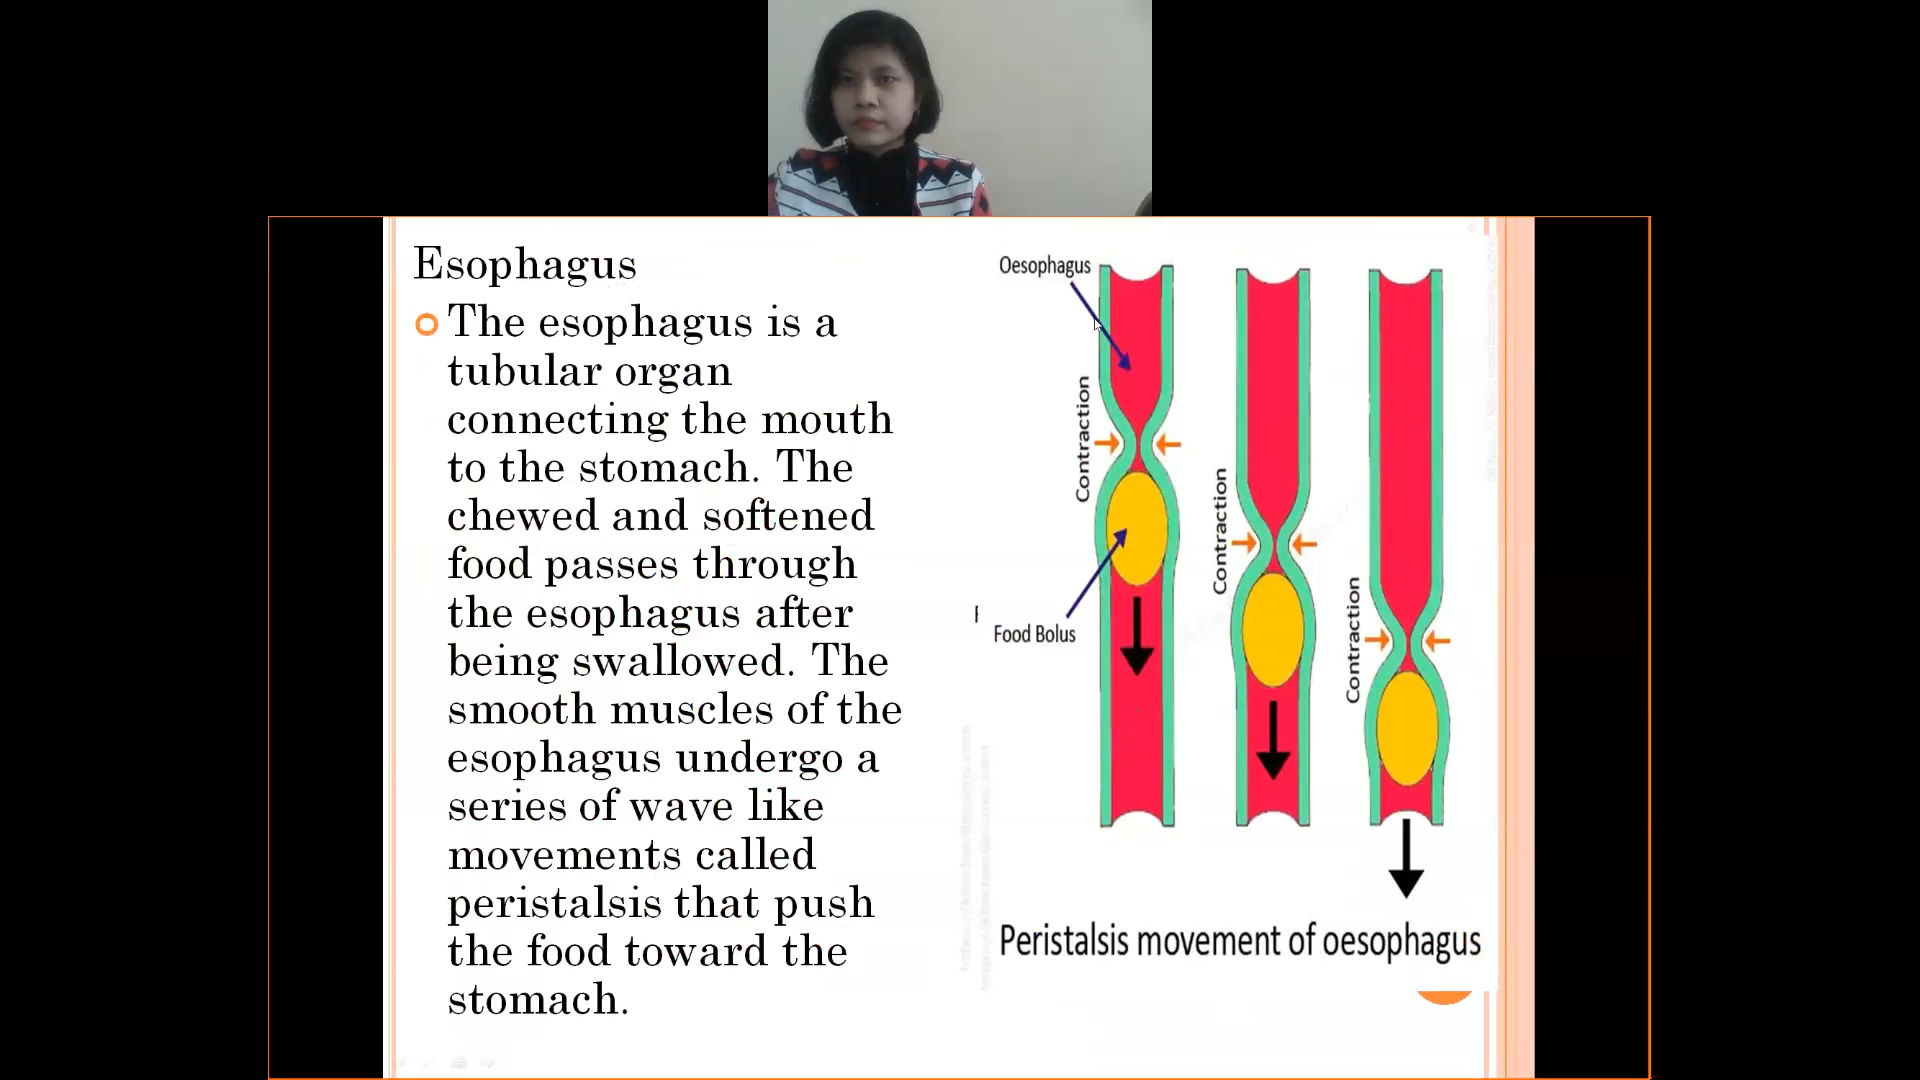 Esophagus
The esophagus is a
tubular organ
connecting the mouth
to the stomach. The
chewed and softened
food passes through
the esophagus after
being swallowed. The
smooth muscles of the
esophagus undergo a
series of wave like
movements called
peristalsis that push
the food toward the
stomach.
Oesophagus
Contraction
Food Bolus
Contraction
Contraction
Peristalsis movement of oesophagus